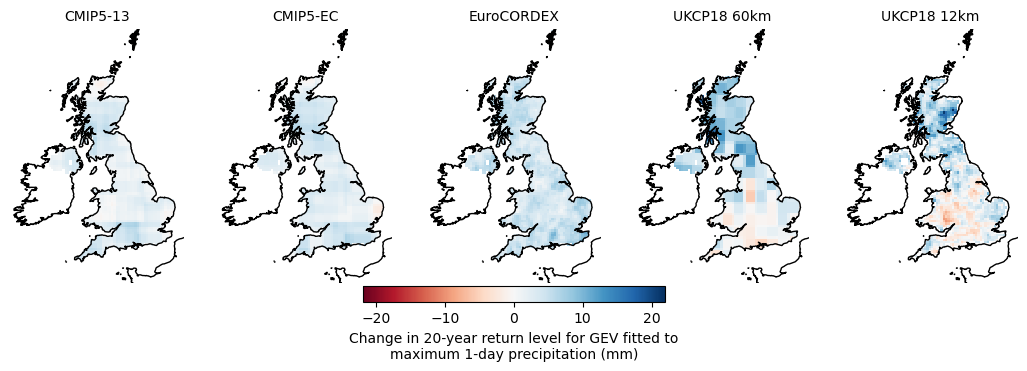 CMIP5-13
CMIP5-EC
EuroCORDEX
UKCP18 60km
UKCP18 12km
−20
−10
0
10
20
Change in 20-year return level for GEV fitted to
maximum 1-day precipitation (mm)